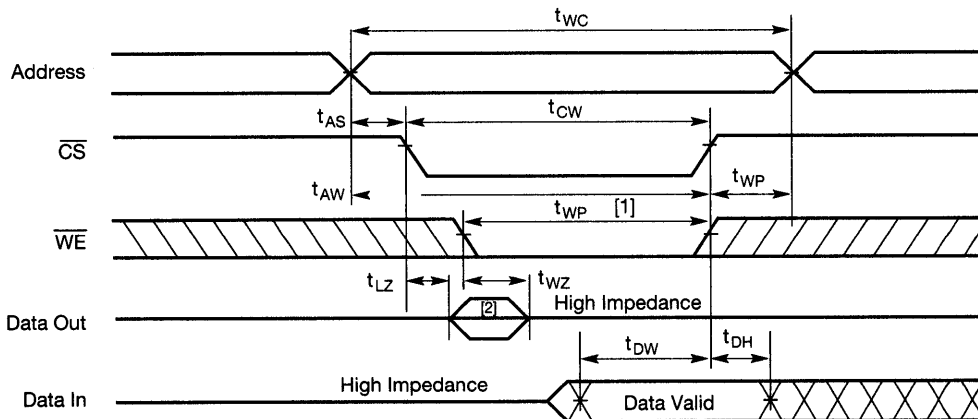 tWC
Address
tAS
tCW
CS
tAW
tWP
tWP [1]
WE
tLZ
tWZ
[2]
High Impedance
Data Out
tDW
tDH
High Impedance
Data In
Data Valid